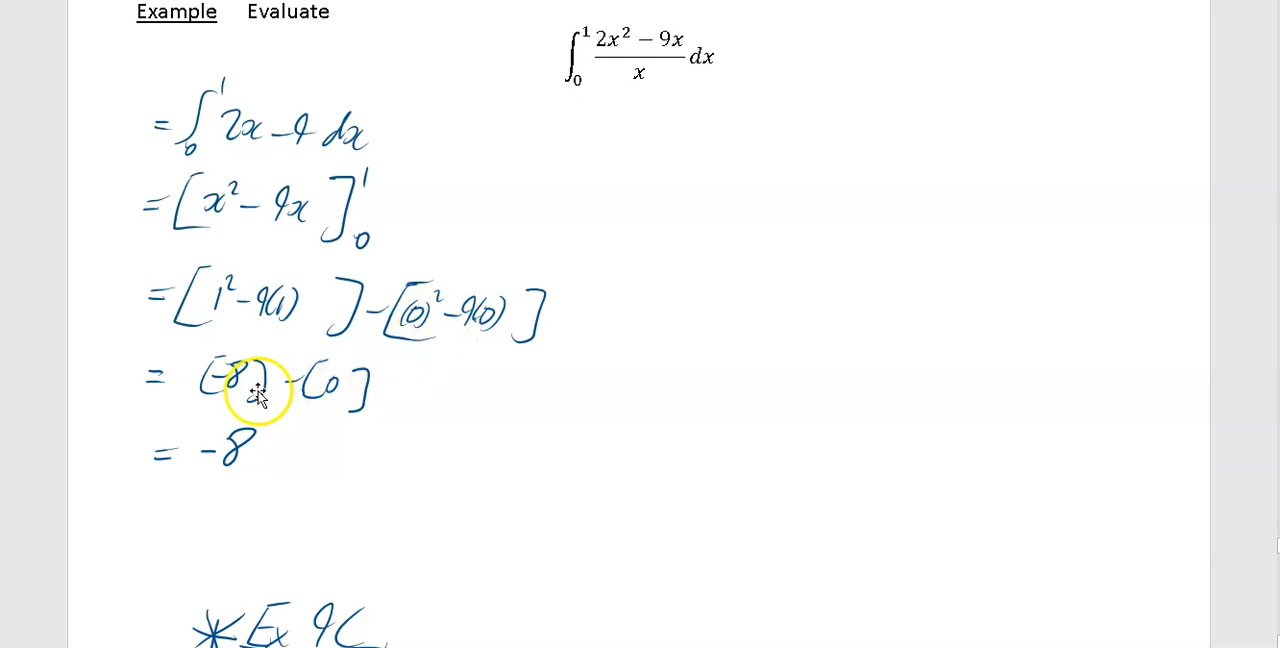 Example Evaluate
∫₀¹ (2x² − 9x)/x dx
= ∫₀¹ 2x − 9 dx
= [x² − 9x]₀¹
= [1² − 9(1)] − [(0)² − 9(0)]
= [−8] − [0]
= −8
* Ex 9C